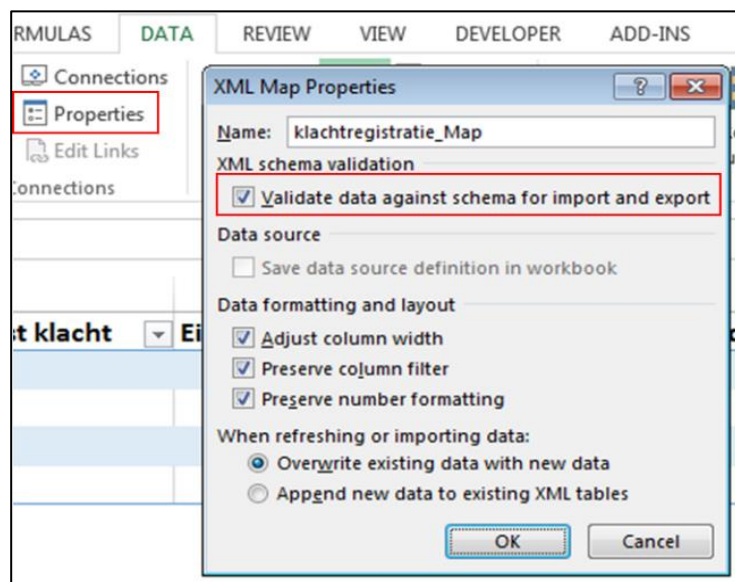 RMULAS DATA REVIEW VIEW DEVELOPER ADD-INS
Connections
Properties
Edit Links
Connections
XML Map Properties
Name: klachtregistratie_Map
XML schema validation
Validate data against schema for import and export
Data source
Save data source definition in workbook
Data formatting and layout
st klacht Ei
Adjust column width
Preserve column filter
Preserve number formatting
When refreshing or importing data:
Overwrite existing data with new data
Append new data to existing XML tables
OK Cancel